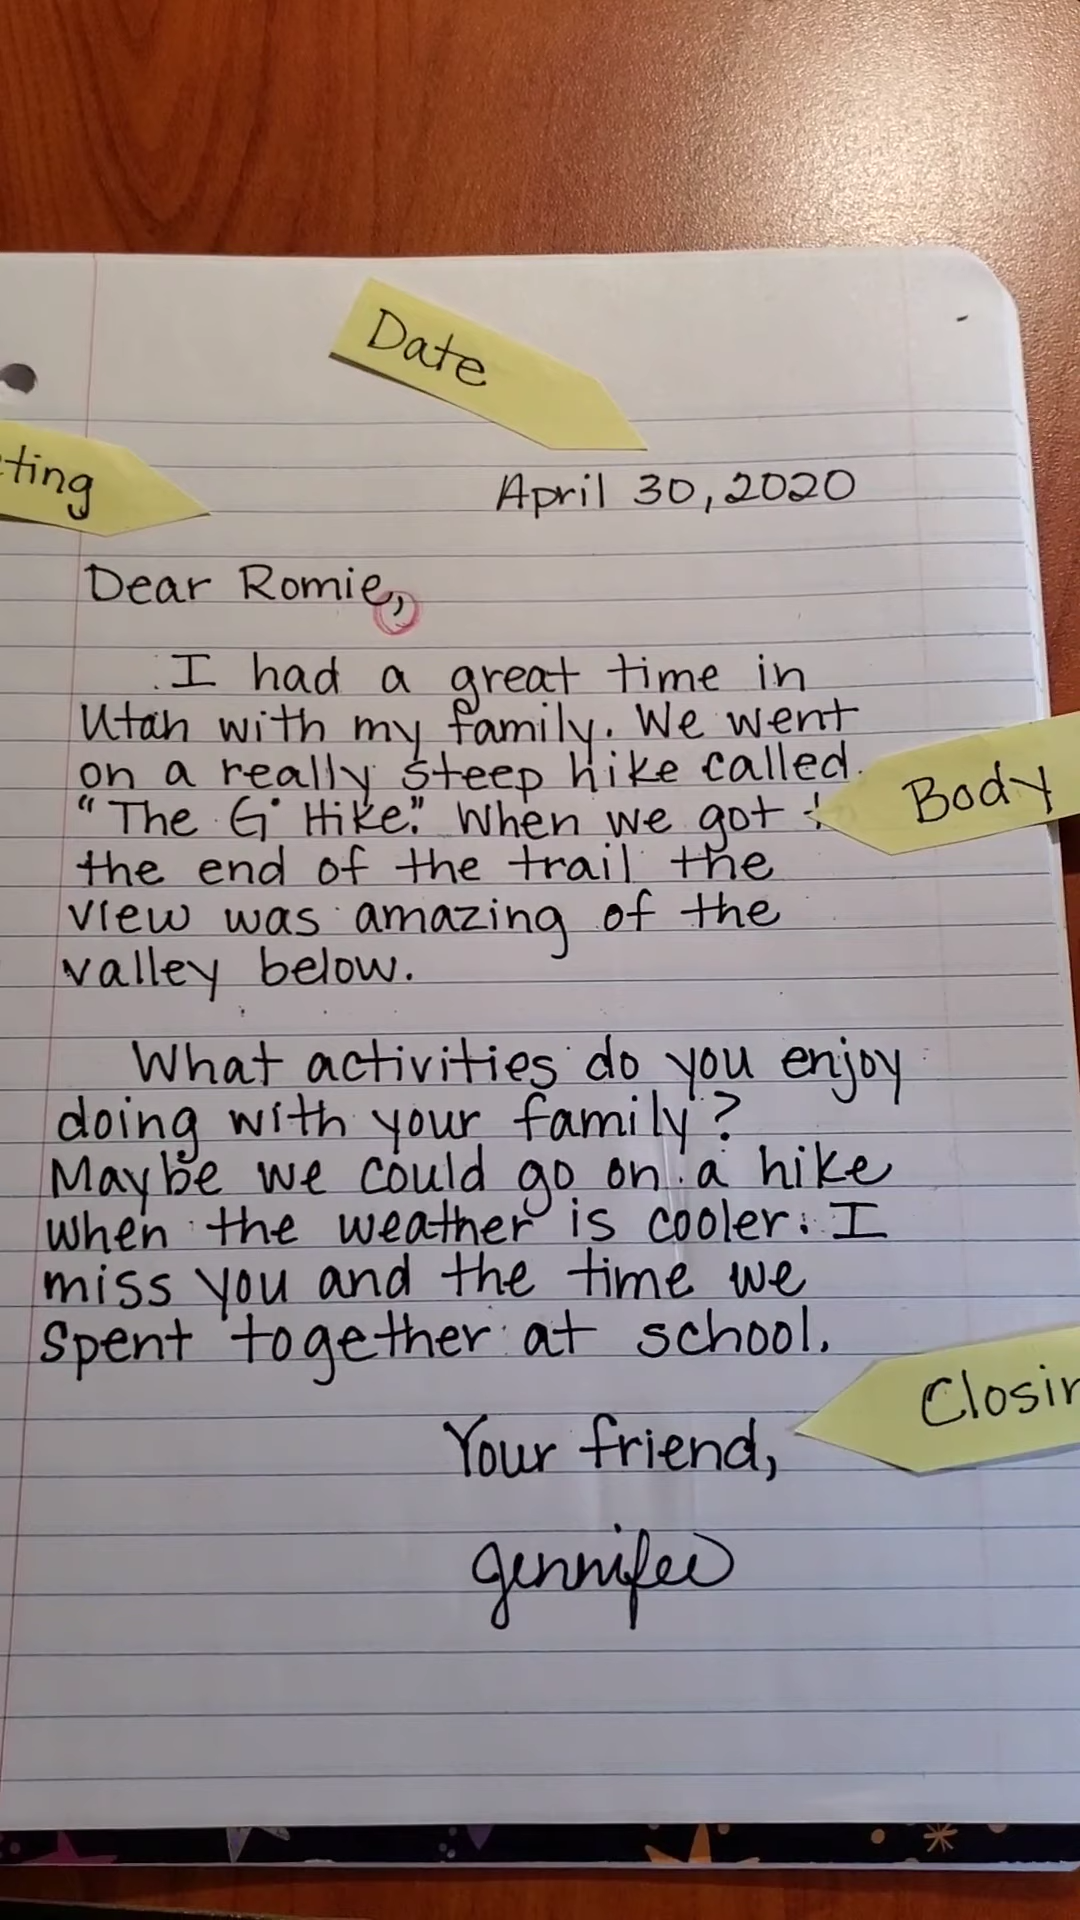 Date
ting
April 30, 2020
Dear Romie,
I had a great time in
Utah with my family. We went
on a really steep hike called
"The G Hike." When we got t
the end of the trail the
view was amazing of the
valley below.
What activities do you enjoy
doing with your family?
Maybe we could go on a hike
when the weather is cooler. I
miss you and the time we
spent together at school.
Body
Closin
Your friend,
Jennifer